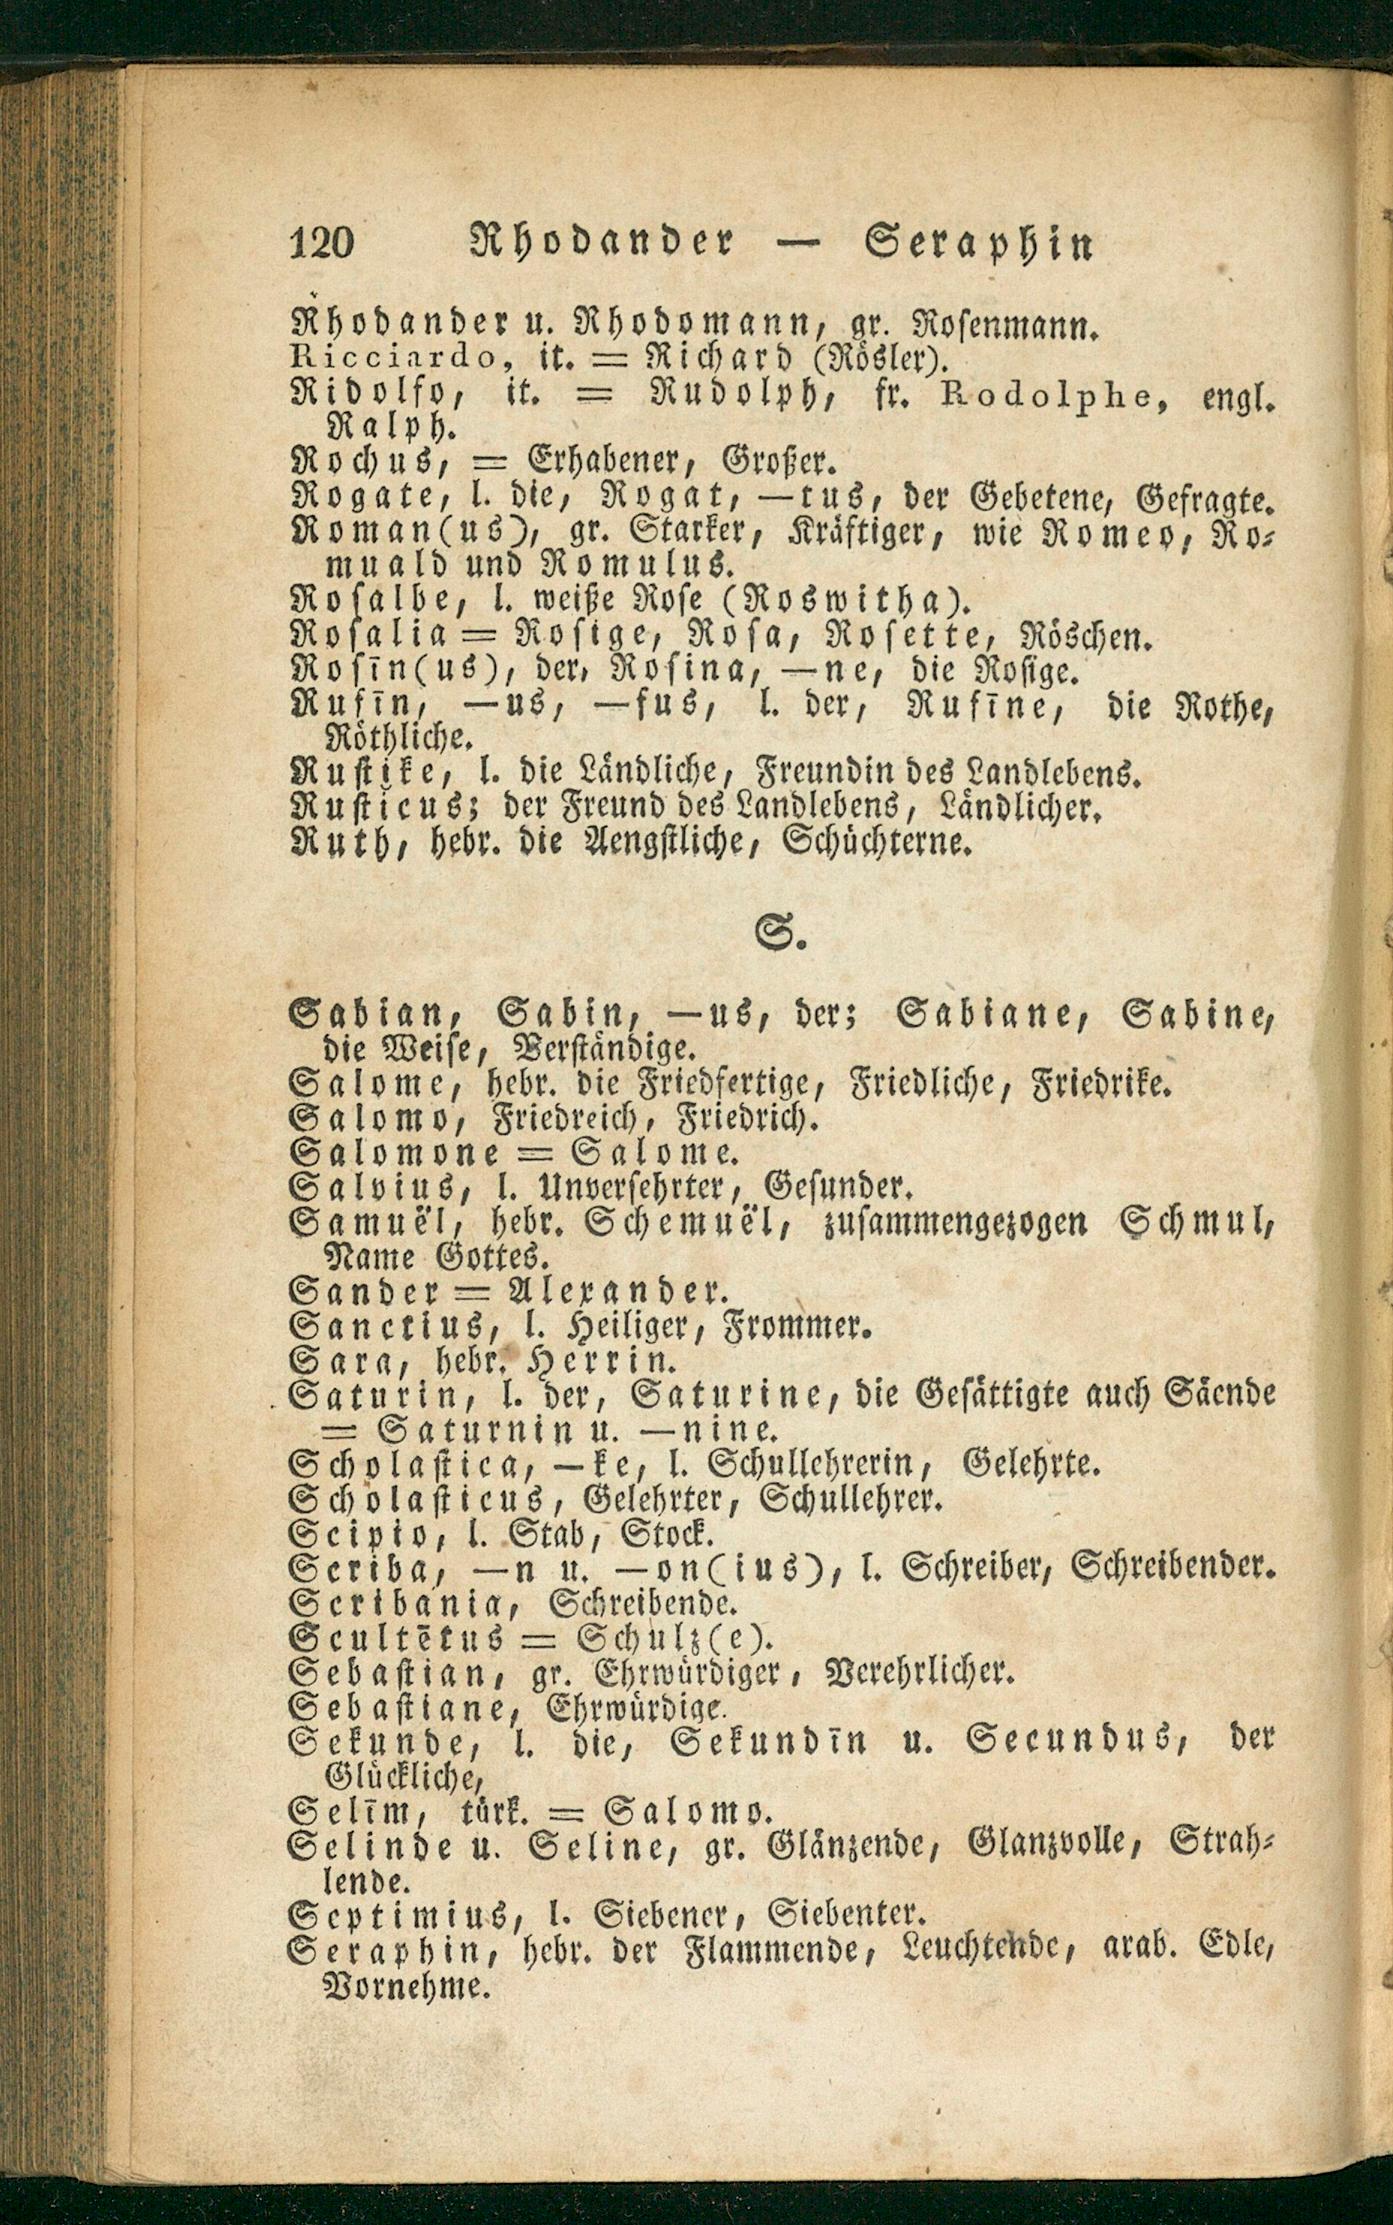 120 Rhodander — Seraphin
Rhodander u. Rhodomann, gr. Rosenmann.
Ricciardo, it. = Richard (Rösler).
Ridolfo, it. = Rudolph, fr. Rodolphe, engl.
Ralph.
Rochus, = Erhabener, Großer.
Rogate, l. die, Rogat, —tus, der Gebetene, Gefragte.
Roman(us), gr. Starker, Kräftiger, wie Romeo, Ro-
muald und Romulus.
Rosalbe, l. weiße Rose (Roswitha).
Rosalia = Rosige, Rosa, Rosette, Röschen.
Rosīn(us), der, Rosina, —ne, die Rosige.
Rufīn, —us, —fus, l. der, Rufīne, die Rothe,
Röthliche.
Rustike, l. die Ländliche, Freundin des Landlebens.
Rusticus; der Freund des Landlebens, Ländlicher.
Ruth, hebr. die Aengstliche, Schüchterne.
S.
Sabian, Sabin, —us, der; Sabiane, Sabine,
die Weise, Verständige.
Salome, hebr. die Friedfertige, Friedliche, Friedrike.
Salomo, Friedreich, Friedrich.
Salomone = Salome.
Salvius, l. Unversehrter, Gesunder.
Samuël, hebr. Schemuël, zusammengezogen Schmul,
Name Gottes.
Sander = Alexander.
Sanctius, l. Heiliger, Frommer.
Sara, hebr. Herrin.
Saturin, l. der, Saturine, die Gesättigte auch Säende
= Saturnin u. —nine.
Scholastica, —ke, l. Schullehrerin, Gelehrte.
Scholasticus, Gelehrter, Schullehrer.
Scipio, l. Stab, Stock.
Scriba, —n u. —on(ius), l. Schreiber, Schreibender.
Scribania, Schreibende.
Scultētus = Schulz(e).
Sebastian, gr. Ehrwürdiger, Verehrlicher.
Sebastiane, Ehrwürdige.
Sekunde, l. die, Sekundīn u. Secundus, der
Glückliche,
Selīm, türk. = Salomo.
Selinde u. Seline, gr. Glänzende, Glanzvolle, Strah-
lende.
Septimius, l. Siebener, Siebenter.
Seraphin, hebr. der Flammende, Leuchtende, arab. Edle,
Vornehme.